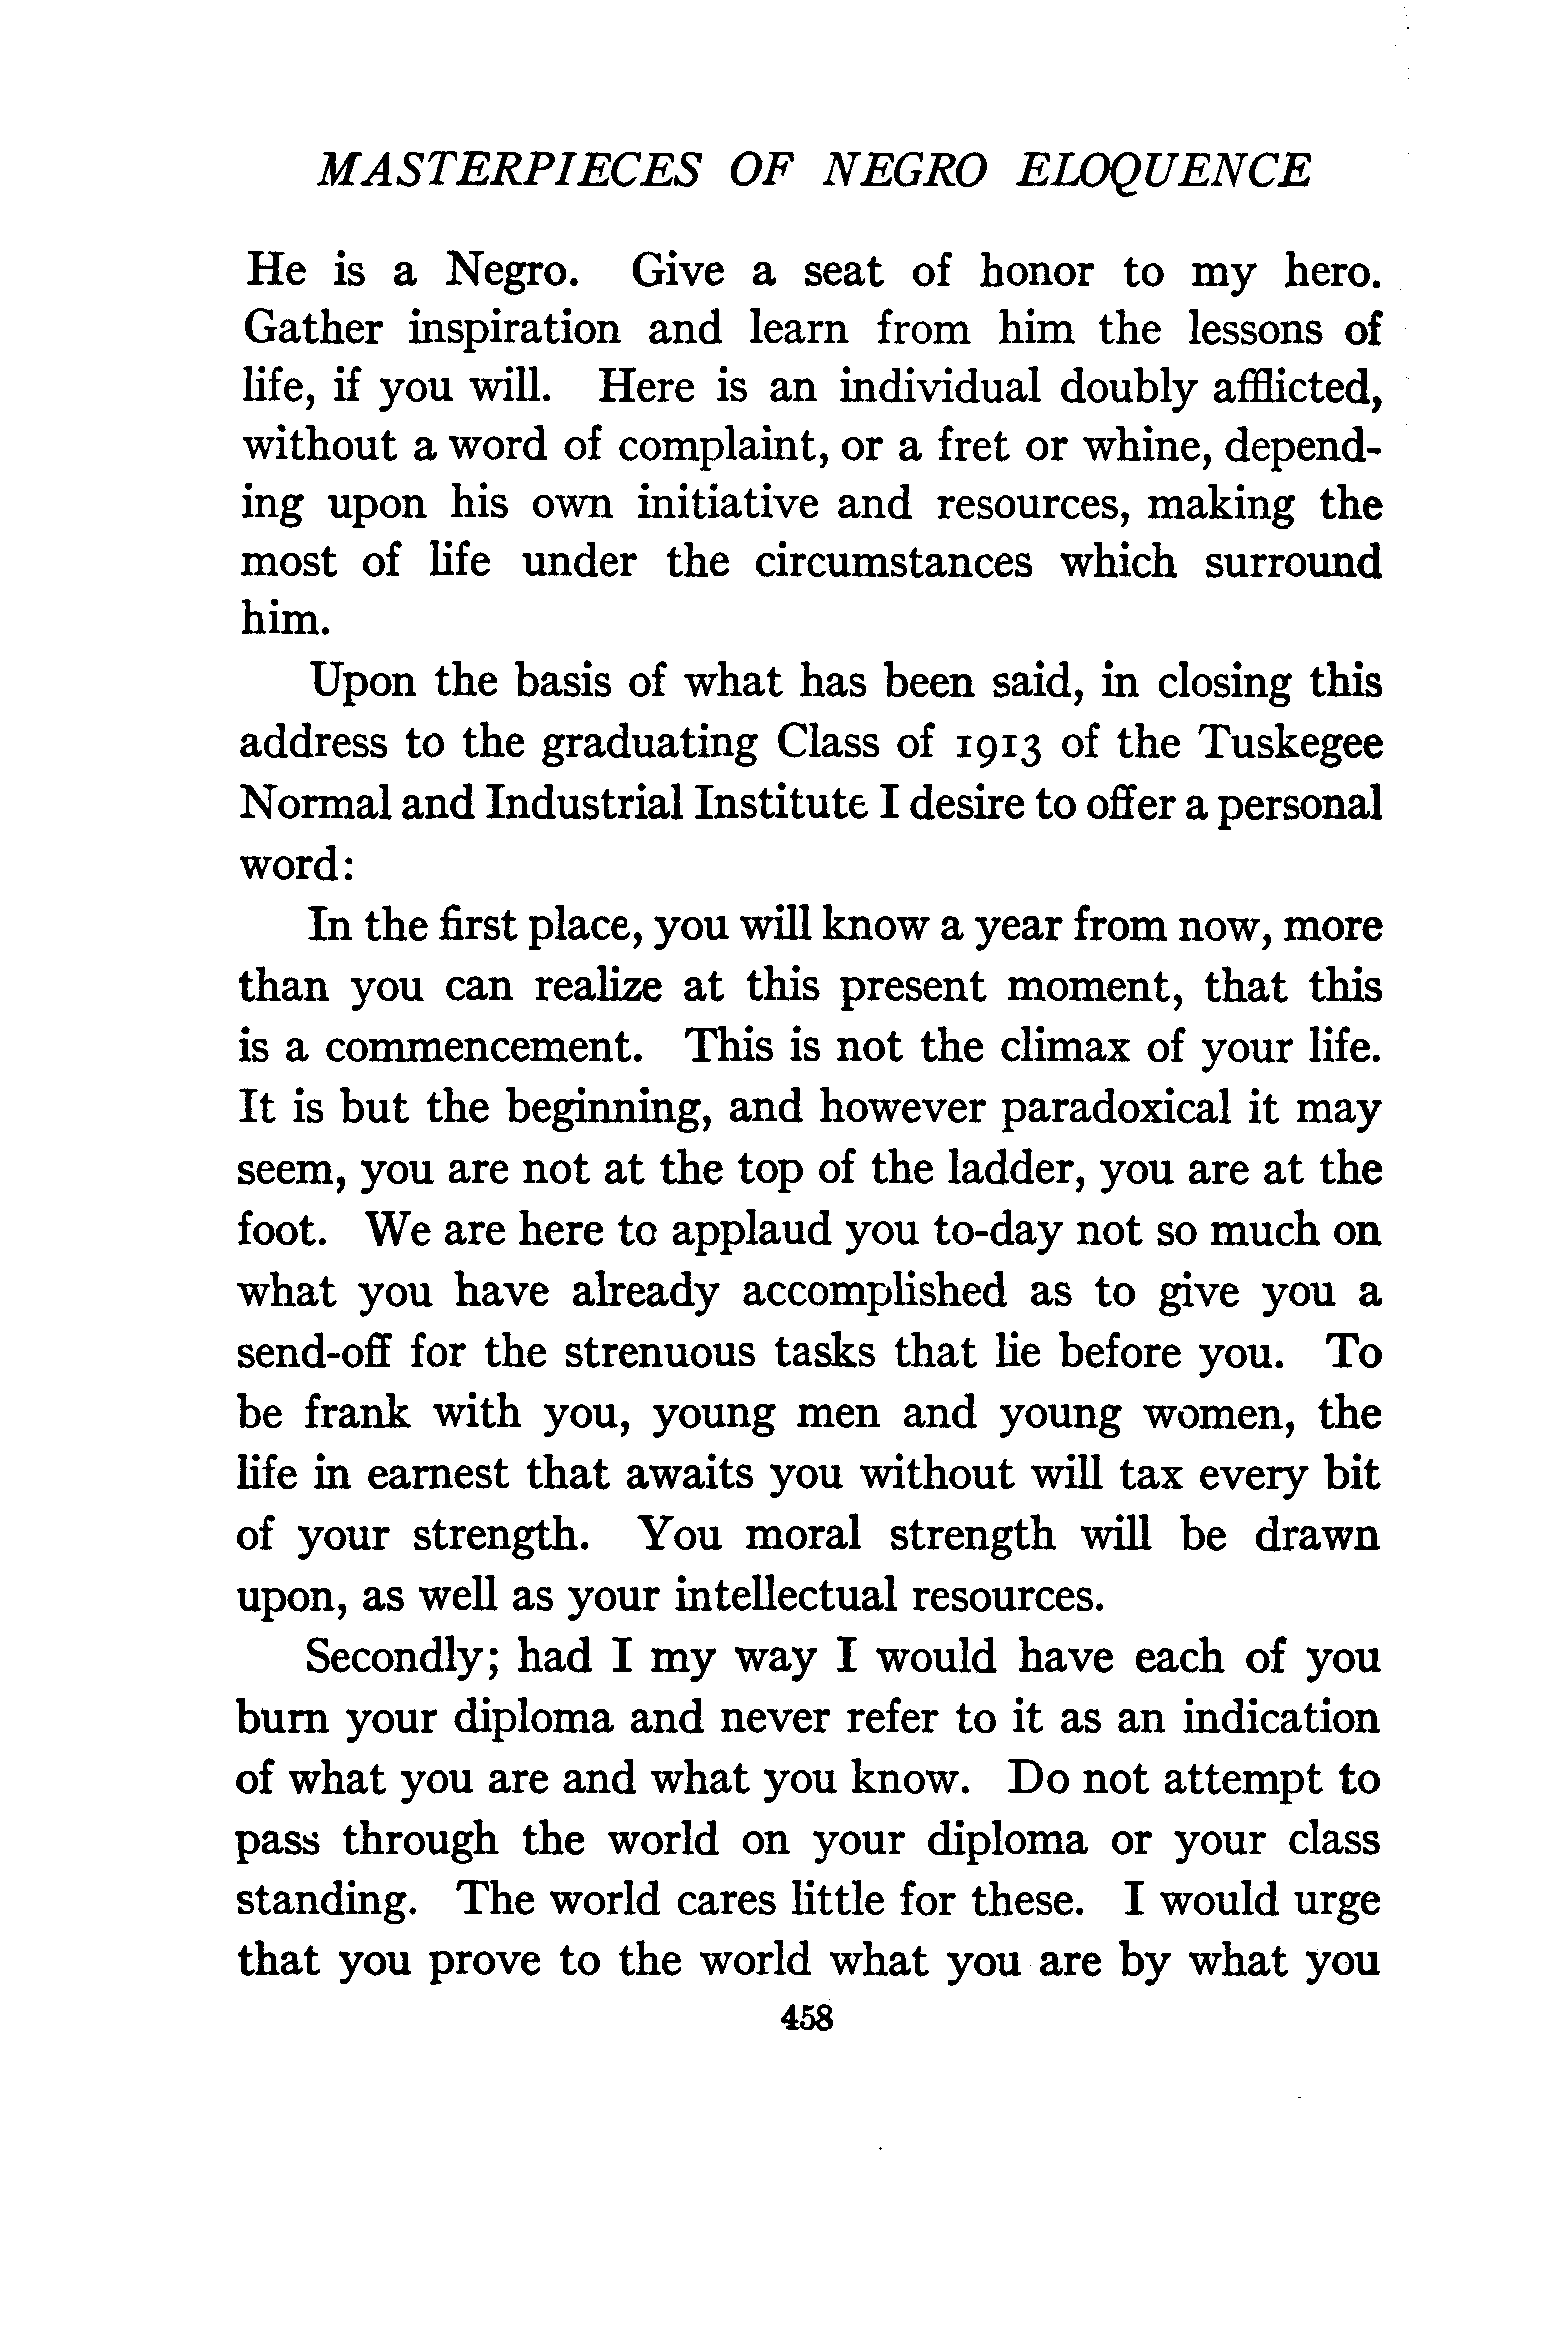 MASTERPIECES OF NEGRO ELOQUENCE
He is a Negro. Give a seat of honor to my hero.
Gather inspiration and learn from him the lessons of
life, if you will. Here is an individual doubly afflicted,
without a word of complaint, or a fret or whine, depend-
ing upon his own initiative and resources, making the
most of life under the circumstances which surround
him.
Upon the basis of what has been said, in closing this
address to the graduating Class of 1913 of the Tuskegee
Normal and Industrial Institute I desire to offer a personal
word:
In the first place, you will know a year from now, more
than you can realize at this present moment, that this
is a commencement. This is not the climax of your life.
It is but the beginning, and however paradoxical it may
seem, you are not at the top of the ladder, you are at the
foot. We are here to applaud you to-day not so much on
what you have already accomplished as to give you a
send-off for the strenuous tasks that lie before you. To
be frank with you, young men and young women, the
life in earnest that awaits you without will tax every bit
of your strength. You moral strength will be drawn
upon, as well as your intellectual resources.
Secondly; had I my way I would have each of you
burn your diploma and never refer to it as an indication
of what you are and what you know. Do not attempt to
pass through the world on your diploma or your class
standing. The world cares little for these. I would urge
that you prove to the world what you are by what you
458